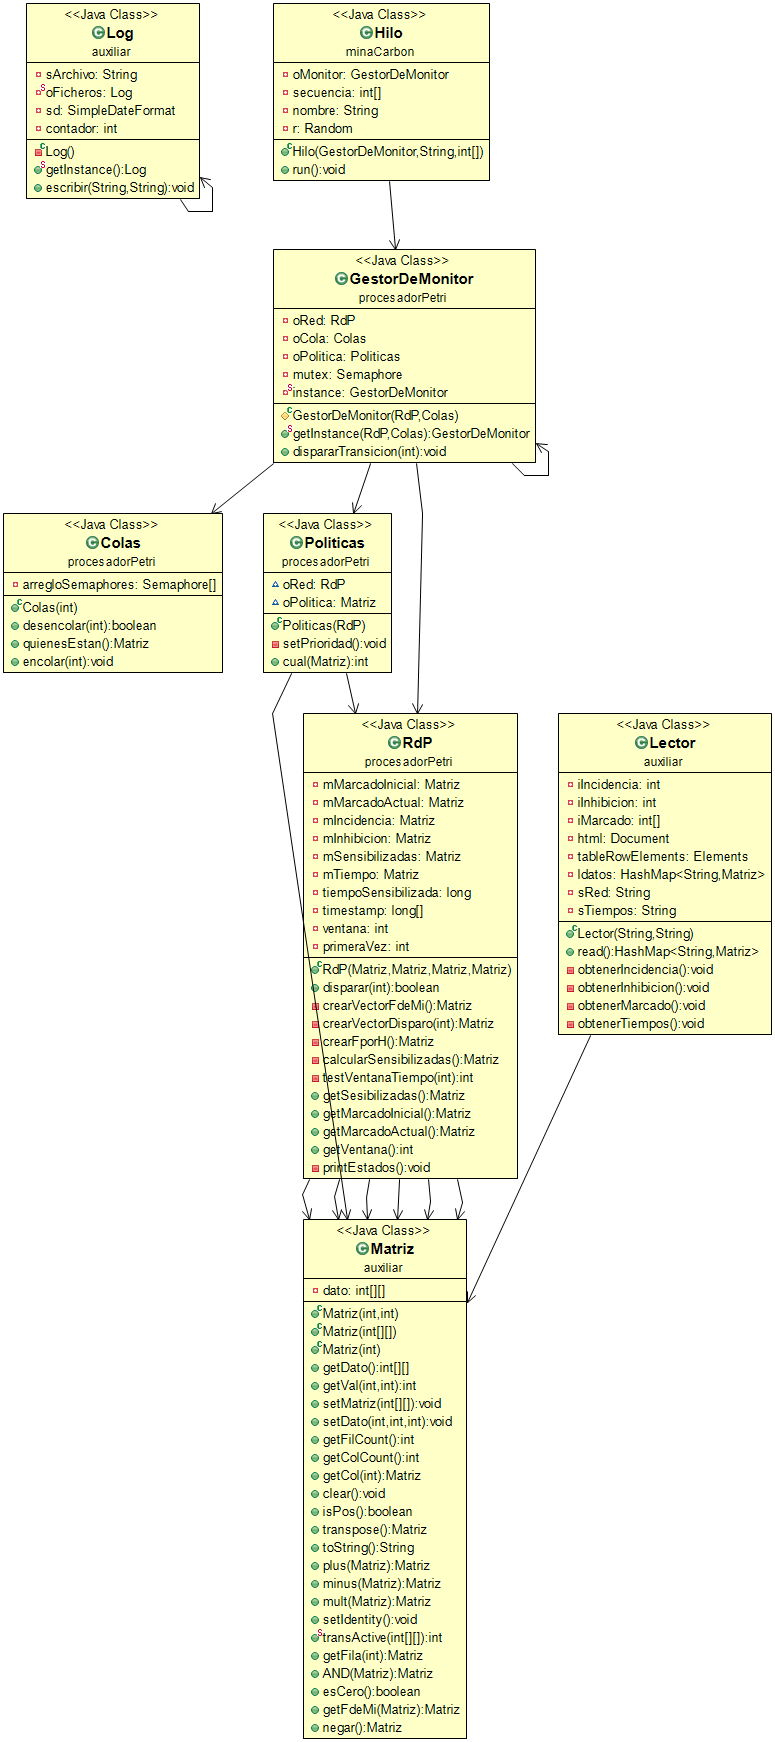 <<Java Class>>
Log
auxiliar
sArchivo: String
oFicheros: Log
sd: SimpleDateFormat
contador: int
Log()
getInstance():Log
escribir(String,String):void
<<Java Class>>
Hilo
minaCarbon
oMonitor: GestorDeMonitor
secuencia: int[]
nombre: String
r: Random
Hilo(GestorDeMonitor,String,int[])
run():void
<<Java Class>>
GestorDeMonitor
procesadorPetri
oRed: RdP
oCola: Colas
oPolitica: Politicas
mutex: Semaphore
instance: GestorDeMonitor
GestorDeMonitor(RdP,Colas)
getInstance(RdP,Colas):GestorDeMonitor
dispararTransicion(int):void
<<Java Class>>
Colas
procesadorPetri
arregloSemaphores: Semaphore[]
Colas(int)
desencolar(int):boolean
quienesEstan():Matriz
encolar(int):void
<<Java Class>>
Politicas
procesadorPetri
oRed: RdP
oPolitica: Matriz
Politicas(RdP)
setPrioridad():void
cual(Matriz):int
<<Java Class>>
RdP
procesadorPetri
mMarcadoInicial: Matriz
mMarcadoActual: Matriz
mIncidencia: Matriz
mInhibicion: Matriz
mSensibilizadas: Matriz
mTiempo: Matriz
tiempoSensibilizada: long
timestamp: long[]
ventana: int
primeraVez: int
RdP(Matriz,Matriz,Matriz,Matriz)
disparar(int):boolean
crearVectorFdeMi():Matriz
crearVectorDisparo(int):Matriz
crearFporH():Matriz
calcularSensibilizadas():Matriz
testVentanaTiempo(int):int
getSesibilizadas():Matriz
getMarcadoInicial():Matriz
getMarcadoActual():Matriz
getVentana():int
printEstados():void
<<Java Class>>
Lector
auxiliar
iIncidencia: int
iInhibicion: int
iMarcado: int[]
html: Document
tableRowElements: Elements
ldatos: HashMap<String,Matriz>
sRed: String
sTiempos: String
Lector(String,String)
read():HashMap<String,Matriz>
obtenerIncidencia():void
obtenerInhibicion():void
obtenerMarcado():void
obtenerTiempos():void
<<Java Class>>
Matriz
auxiliar
dato: int[][]
Matriz(int,int)
Matriz(int[][])
Matriz(int)
getDato():int[][]
getVal(int,int):int
setMatriz(int[][]):void
setDato(int,int,int):void
getFilCount():int
getColCount():int
getCol(int):Matriz
clear():void
isPos():boolean
transpose():Matriz
toString():String
plus(Matriz):Matriz
minus(Matriz):Matriz
mult(Matriz):Matriz
setIdentity():void
transActive(int[][]):int
getFila(int):Matriz
AND(Matriz):Matriz
esCero():boolean
getFdeMi(Matriz):Matriz
negar():Matriz